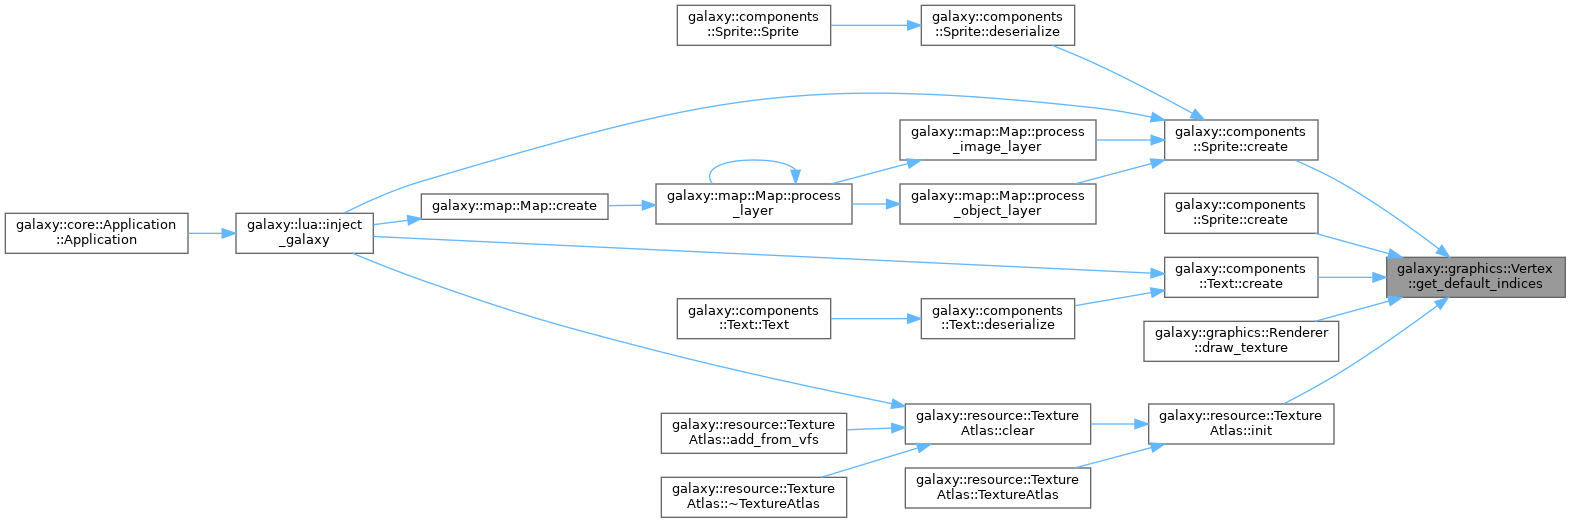 galaxy::components
::Sprite::Sprite
galaxy::components
::Sprite::deserialize
galaxy::map::Map::process
_image_layer
galaxy::components
::Sprite::create
galaxy::map::Map::process
_layer
galaxy::map::Map::process
_object_layer
galaxy::map::Map::create
galaxy::components
::Sprite::create
galaxy::core::Application
::Application
galaxy::lua::inject
_galaxy
galaxy::components
::Text::create
galaxy::graphics::Vertex
::get_default_indices
galaxy::components
::Text::Text
galaxy::components
::Text::deserialize
galaxy::graphics::Renderer
::draw_texture
galaxy::resource::Texture
Atlas::add_from_vfs
galaxy::resource::Texture
Atlas::clear
galaxy::resource::Texture
Atlas::init
galaxy::resource::Texture
Atlas::~TextureAtlas
galaxy::resource::Texture
Atlas::TextureAtlas